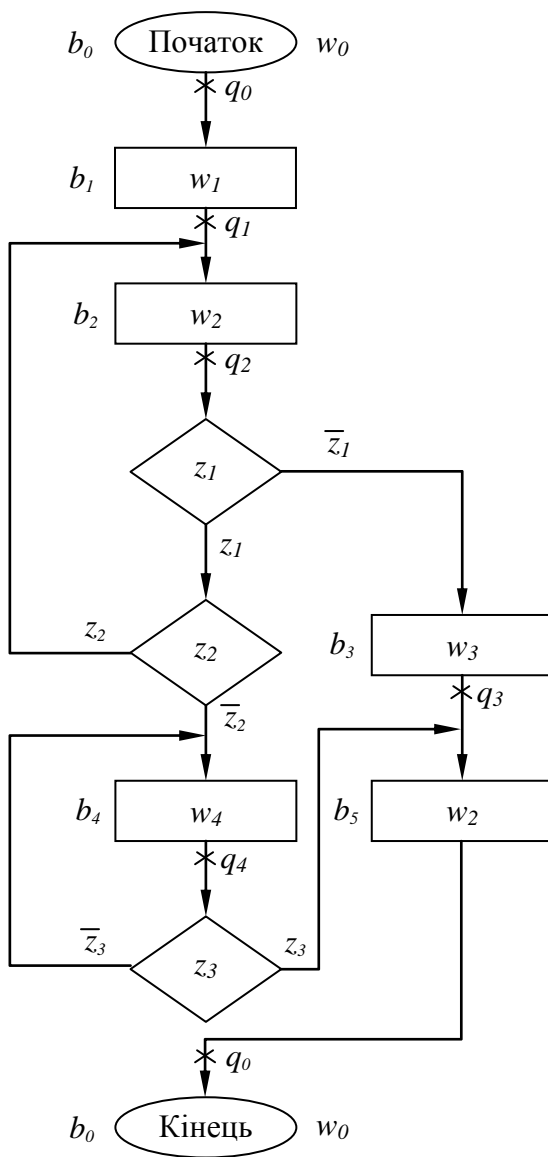 b₀ Початок w₀
q₀
b₁ w₁
q₁
b₂ w₂
q₂
z̅₁
z₁
z₁
z₂ z₂
b₃ w₃
z̅₂
q₃
b₄ w₄
b₅ w₂
q₄
z̅₃ z₃
z₃
q₀
b₀ Кінець w₀